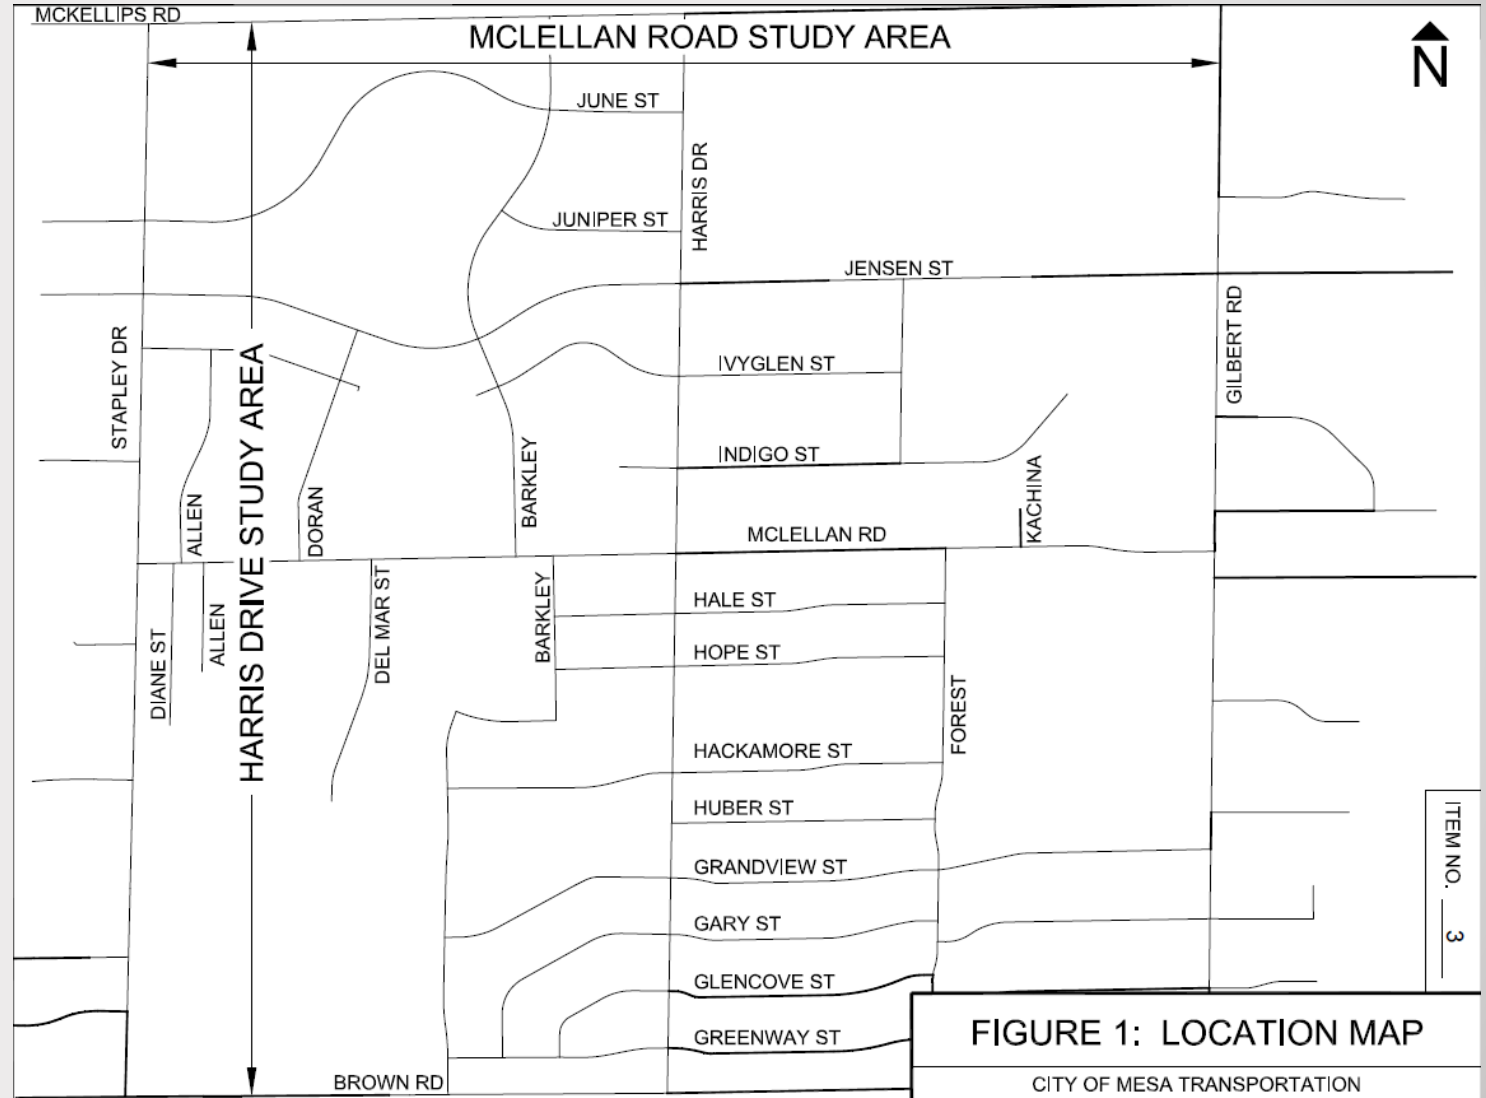 MCKELLIPS RD
MCLELLAN ROAD STUDY AREA
N
JUNE ST
HARRIS DR
JUNIPER ST
JENSEN ST
GILBERT RD
STAPLEY DR
HARRIS DRIVE STUDY AREA
IVYGLEN ST
BARKLEY
INDIGO ST
KACHINA
ALLEN
DORAN
MCLELLAN RD
DIANE ST
ALLEN
DEL MAR ST
BARKLEY
HALE ST
HOPE ST
FOREST
HACKAMORE ST
HUBER ST
GRANDVIEW ST
GARY ST
GLENCOVE ST
GREENWAY ST
BROWN RD
ITEM NO. 3
FIGURE 1: LOCATION MAP
CITY OF MESA TRANSPORTATION